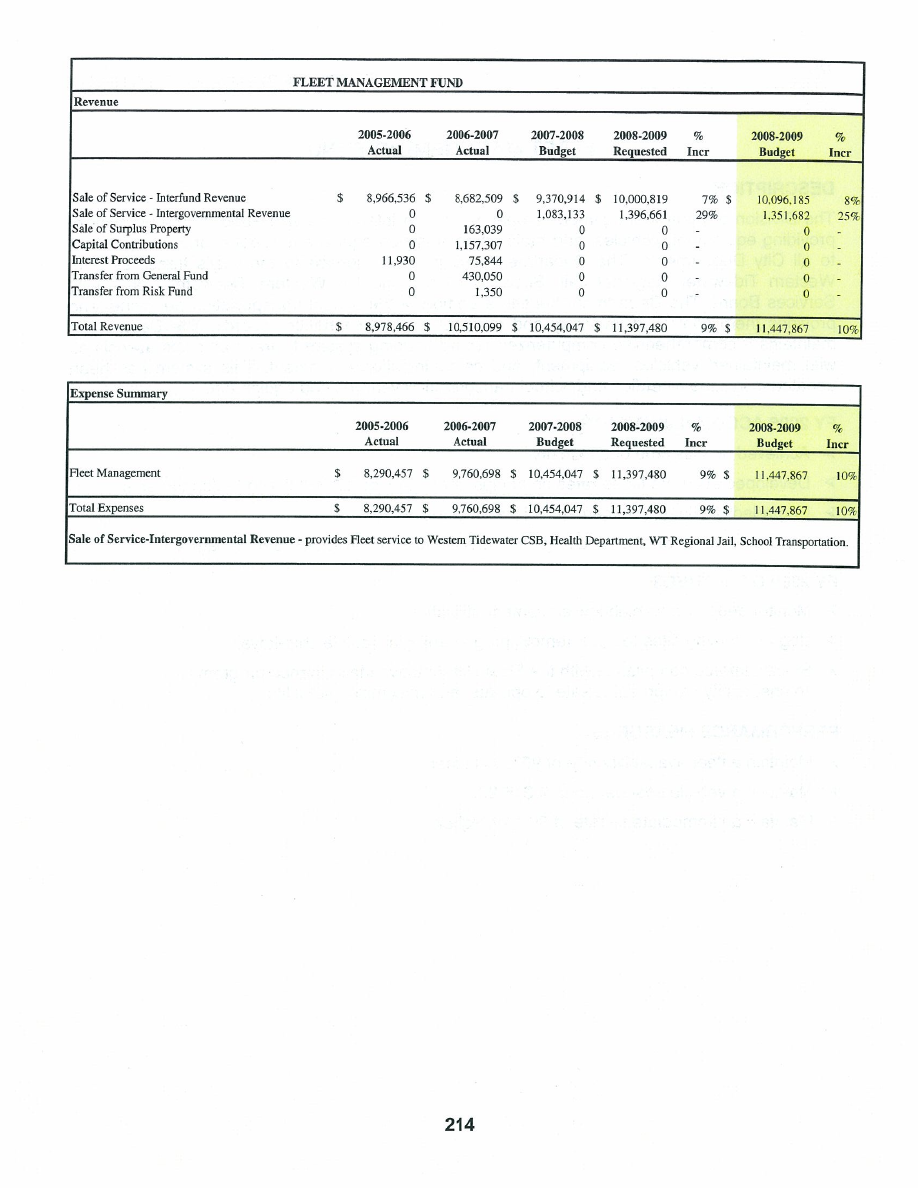 FLEET MANAGEMENT FUND
Revenue
2005-2006 2006-2007 2007-2008 2008-2009 % 2008-2009 %
Actual Actual Budget Requested Incr Budget Incr
Sale of Service - Interfund Revenue $ 8,966,536 $ 8,682,509 $ 9,370,914 $ 10,000,819 7% $ 10,096,185 8%
Sale of Service - Intergovernmental Revenue 0 0 1,083,133 1,396,661 29% 1,351,682 25%
Sale of Surplus Property 0 163,039 0 0 - 0 -
Capital Contributions 0 1,157,307 0 0 - 0 -
Interest Proceeds 11,930 75,844 0 0 - 0 -
Transfer from General Fund 0 430,050 0 0 - 0 -
Transfer from Risk Fund 0 1,350 0 0 - 0 -
Total Revenue $ 8,978,466 $ 10,510,099 $ 10,454,047 $ 11,397,480 9% $ 11,447,867 10%
Expense Summary
2005-2006 2006-2007 2007-2008 2008-2009 % 2008-2009 %
Actual Actual Budget Requested Incr Budget Incr
Fleet Management $ 8,290,457 $ 9,760,698 $ 10,454,047 $ 11,397,480 9% $ 11,447,867 10%
Total Expenses $ 8,290,457 $ 9,760,698 $ 10,454,047 $ 11,397,480 9% $ 11,447,867 10%
Sale of Service-Intergovernmental Revenue - provides Fleet service to Western Tidewater CSB, Health Department, WT Regional Jail, School Transportation.
214